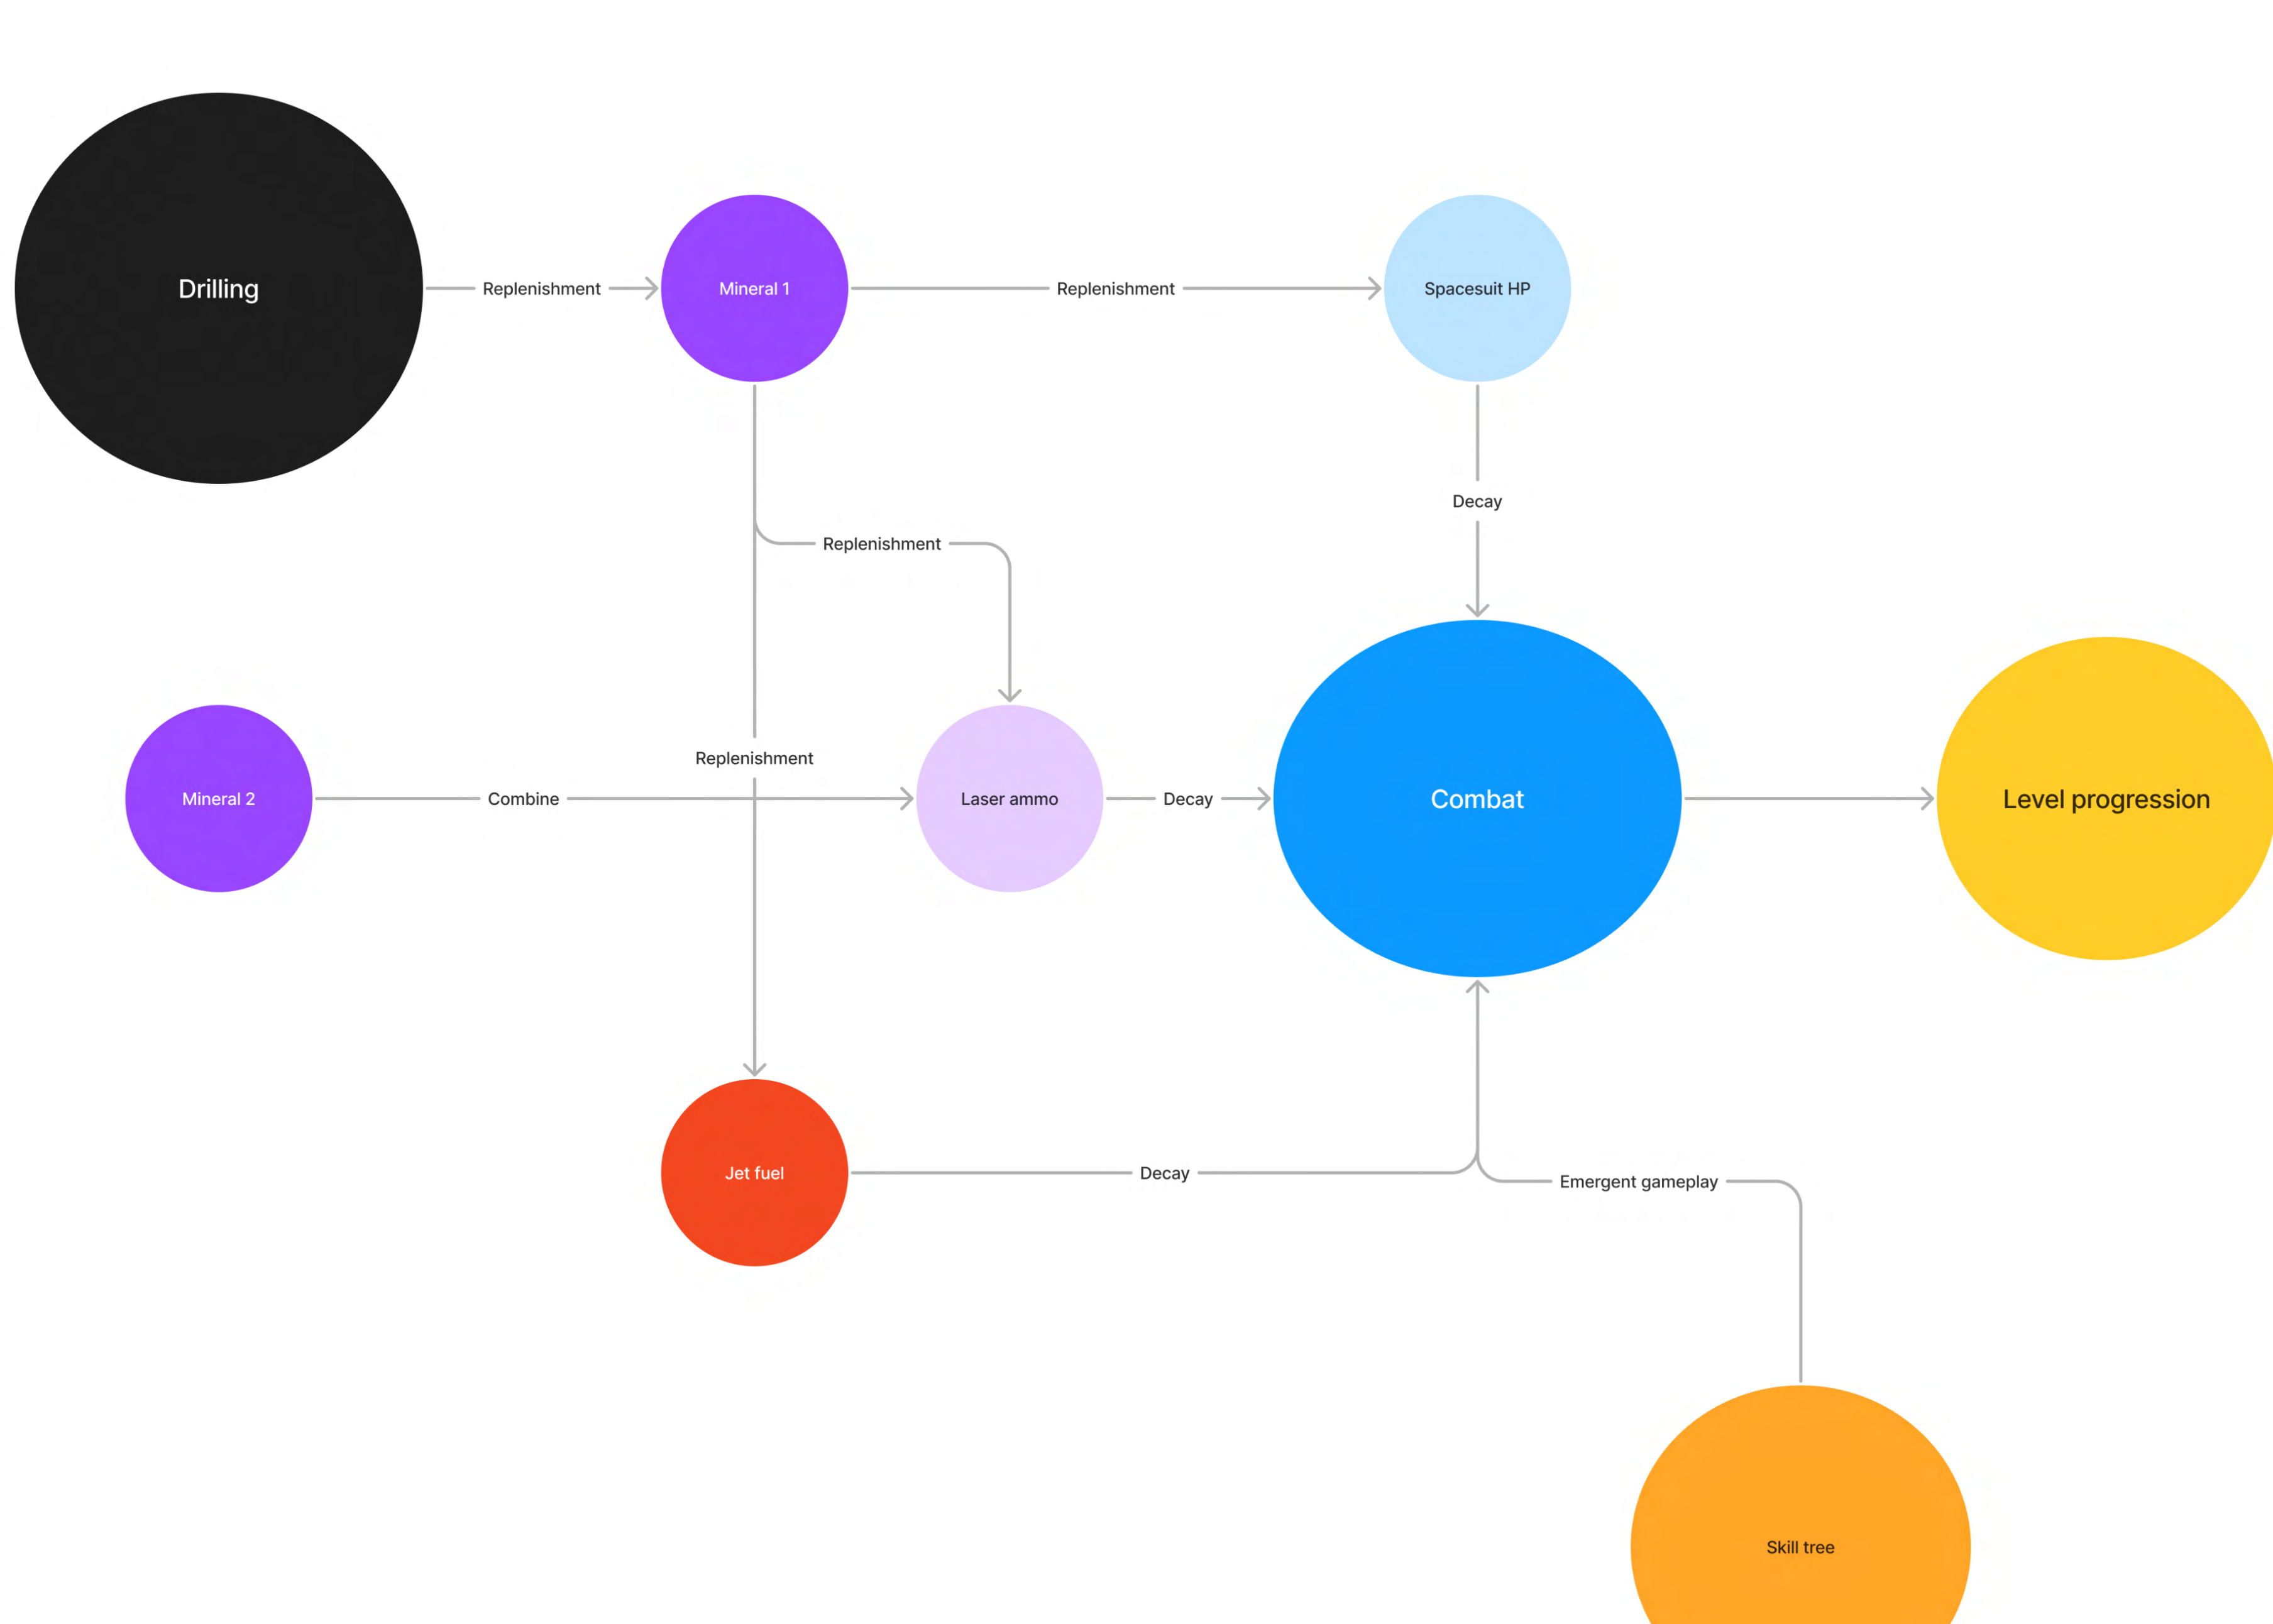 Drilling
Replenishment
Mineral 1
Replenishment
Spacesuit HP
Decay
Replenishment
Replenishment
Mineral 2
Combine
Laser ammo
Decay
Combat
Level progression
Jet fuel
Decay
Emergent gameplay
Skill tree